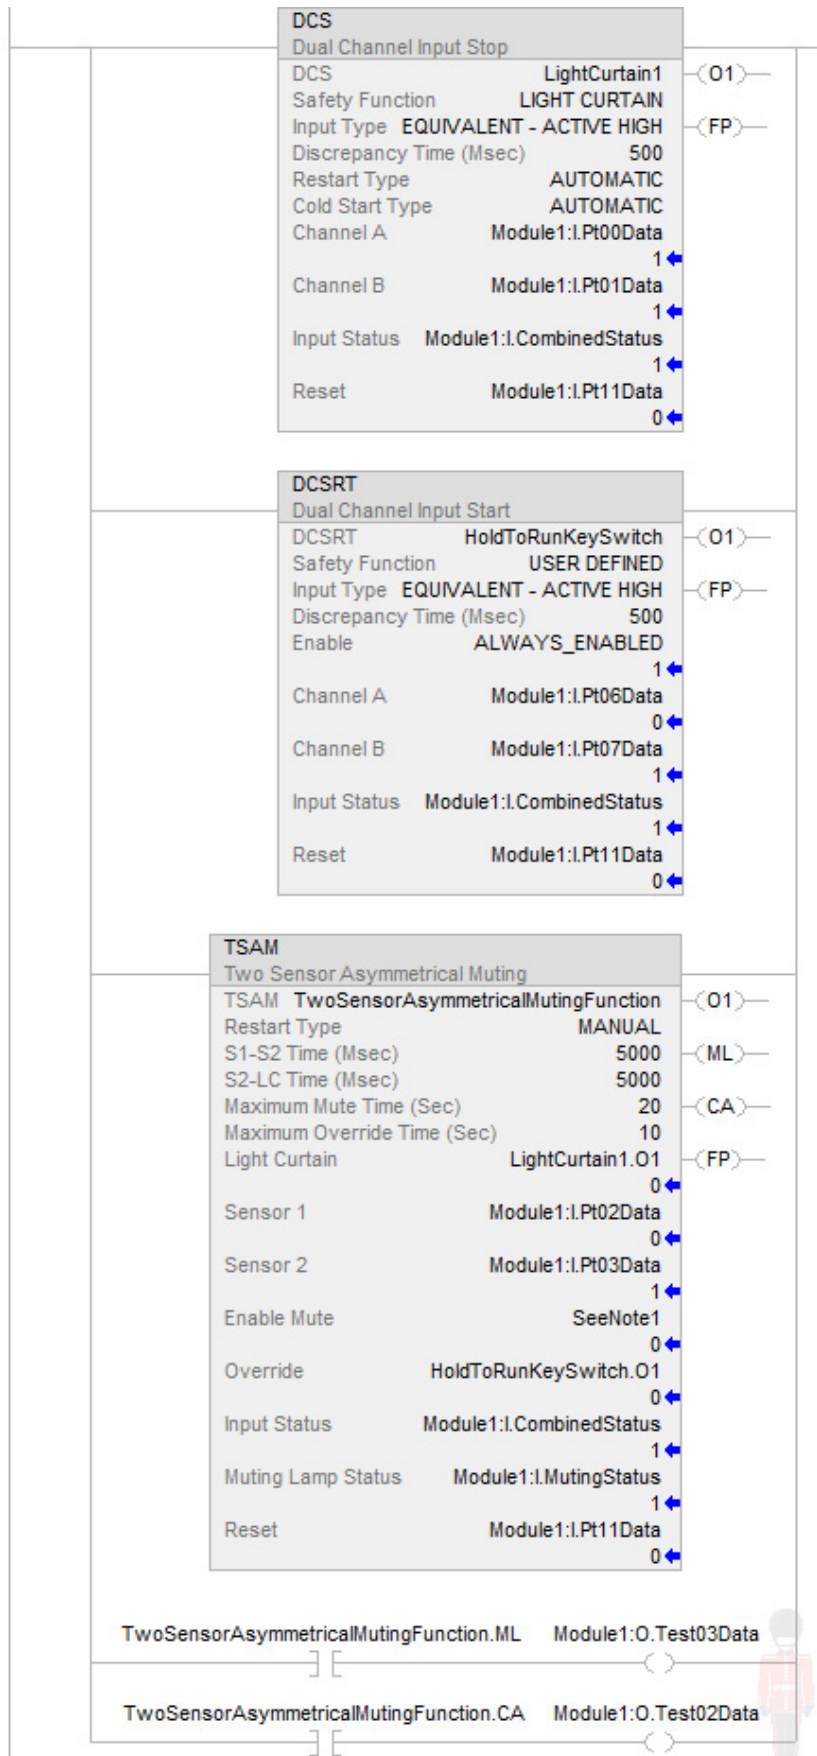 DCS
Dual Channel Input Stop
DCS LightCurtain1 (O1)
Safety Function LIGHT CURTAIN
Input Type EQUIVALENT - ACTIVE HIGH (FP)
Discrepancy Time (Msec) 500
Restart Type AUTOMATIC
Cold Start Type AUTOMATIC
Channel A Module1:I.Pt00Data
1
Channel B Module1:I.Pt01Data
1
Input Status Module1:I.CombinedStatus
1
Reset Module1:I.Pt11Data
0
DCSRT
Dual Channel Input Start
DCSRT HoldToRunKeySwitch (O1)
Safety Function USER DEFINED
Input Type EQUIVALENT - ACTIVE HIGH (FP)
Discrepancy Time (Msec) 500
Enable ALWAYS_ENABLED
1
Channel A Module1:I.Pt06Data
0
Channel B Module1:I.Pt07Data
1
Input Status Module1:I.CombinedStatus
1
Reset Module1:I.Pt11Data
0
TSAM
Two Sensor Asymmetrical Muting
TSAM TwoSensorAsymmetricalMutingFunction (O1)
Restart Type MANUAL
S1-S2 Time (Msec) 5000 (ML)
S2-LC Time (Msec) 5000
Maximum Mute Time (Sec) 20 (CA)
Maximum Override Time (Sec) 10
Light Curtain LightCurtain1.O1 (FP)
0
Sensor 1 Module1:I.Pt02Data
0
Sensor 2 Module1:I.Pt03Data
1
Enable Mute SeeNote1
0
Override HoldToRunKeySwitch.O1
0
Input Status Module1:I.CombinedStatus
1
Muting Lamp Status Module1:I.MutingStatus
1
Reset Module1:I.Pt11Data
0
TwoSensorAsymmetricalMutingFunction.ML Module1:O.Test03Data
TwoSensorAsymmetricalMutingFunction.CA Module1:O.Test02Data